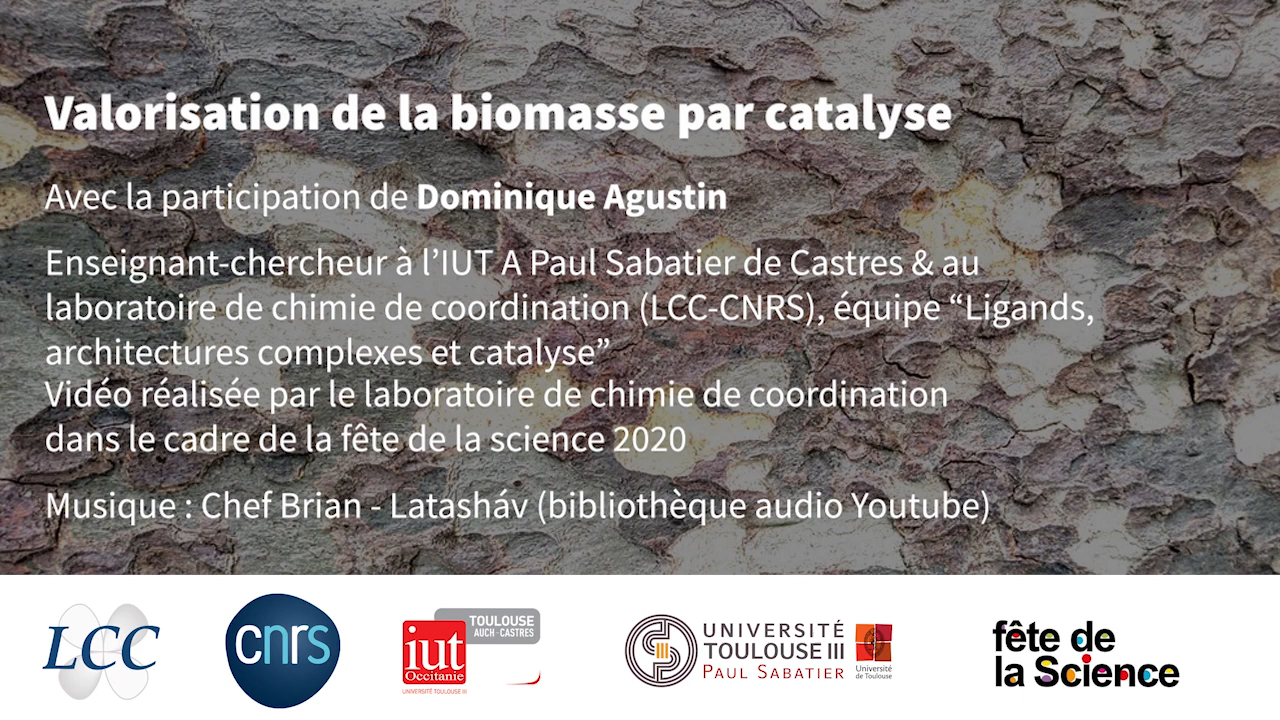 Valorisation de la biomasse par catalyse
Avec la participation de Dominique Agustin
Enseignant-chercheur à l’IUT A Paul Sabatier de Castres & au
laboratoire de chimie de coordination (LCC-CNRS), équipe “Ligands,
architectures complexes et catalyse”
Vidéo réalisée par le laboratoire de chimie de coordination
dans le cadre de la fête de la science 2020
Musique : Chef Brian - Latasháv (bibliothèque audio Youtube)
LCC
cnrs
TOULOUSE
AUCH - CASTRES
iut
Occitanie
UNIVERSITÉ TOULOUSE III
UNIVERSITÉ
TOULOUSE III
PAUL SABATIER
Université
de Toulouse
fête de
la Science